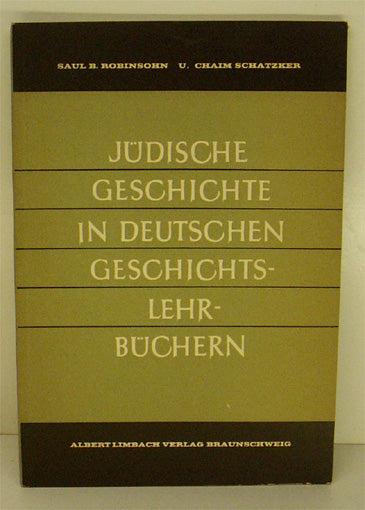 SAUL B. ROBINSOHN U. CHAIM SCHATZKER
JÜDISCHE
GESCHICHTE
IN DEUTSCHEN
GESCHICHTS-
LEHR-
BÜCHERN
ALBERT LIMBACH VERLAG BRAUNSCHWEIG